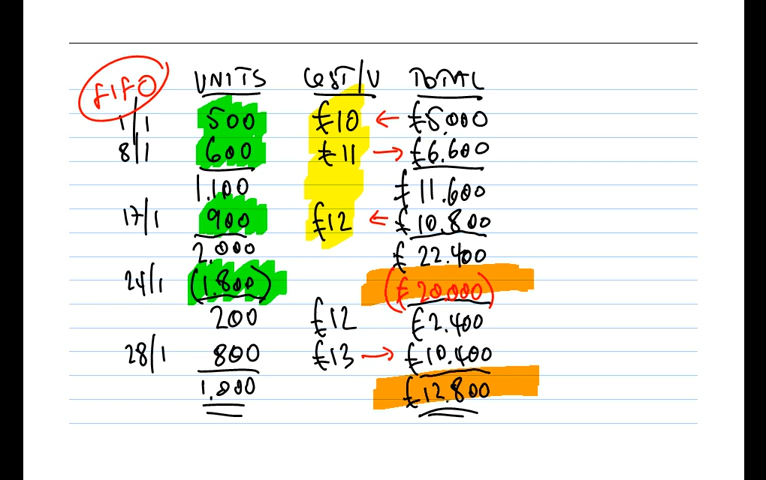 FIFO
UNITS COST/U TOTAL
1/1 500 £10 ← £5.000
8/1 600 £11 → £6.600
1.100 £11.600
17/1 900 £12 ← £10.800
2.000 £22.400
24/1 (1.800) (£20.000)
200 £12 £2.400
28/1 800 £13 → £10.400
1.000 £12.800